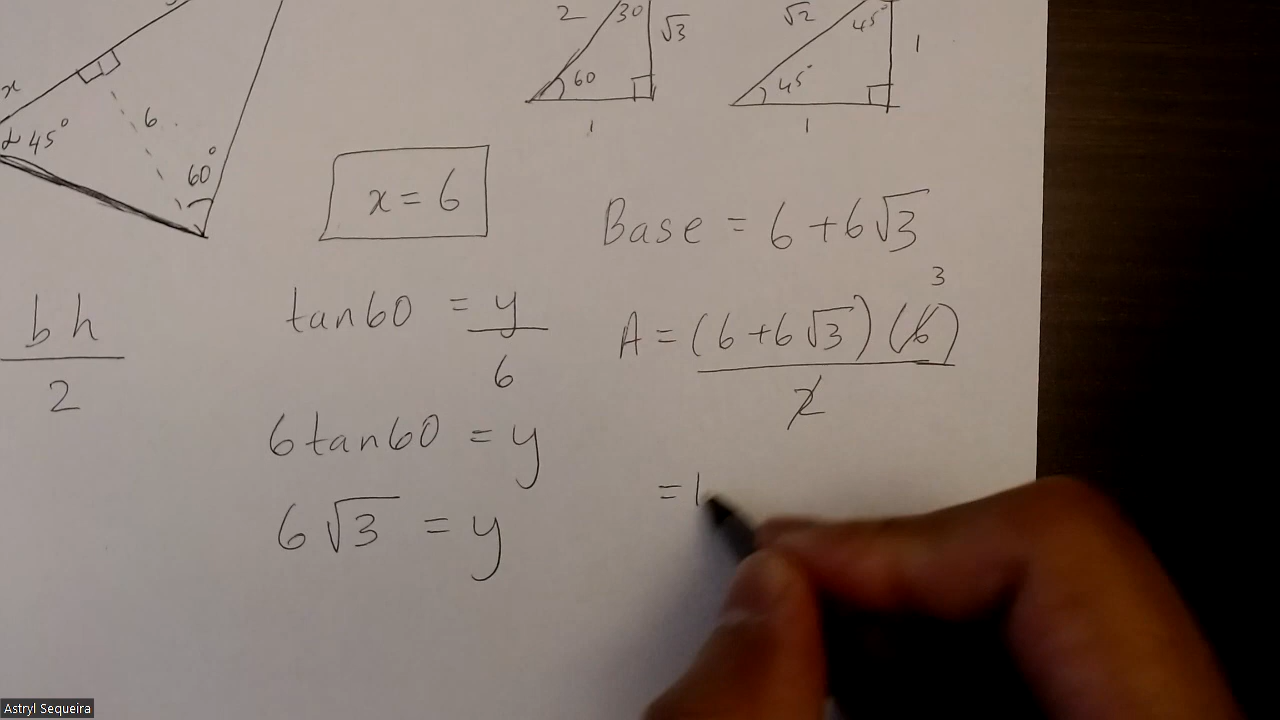 x
45°
6
60°
2
30
√3
60
1
√2
45°
1
45°
1
x = 6
Base = 6 + 6√3
bh
2
tan60 = y
6
3
A = (6 + 6√3)(6)
2
6tan60 = y
= 1
6√3 = y
Astryl Sequeira